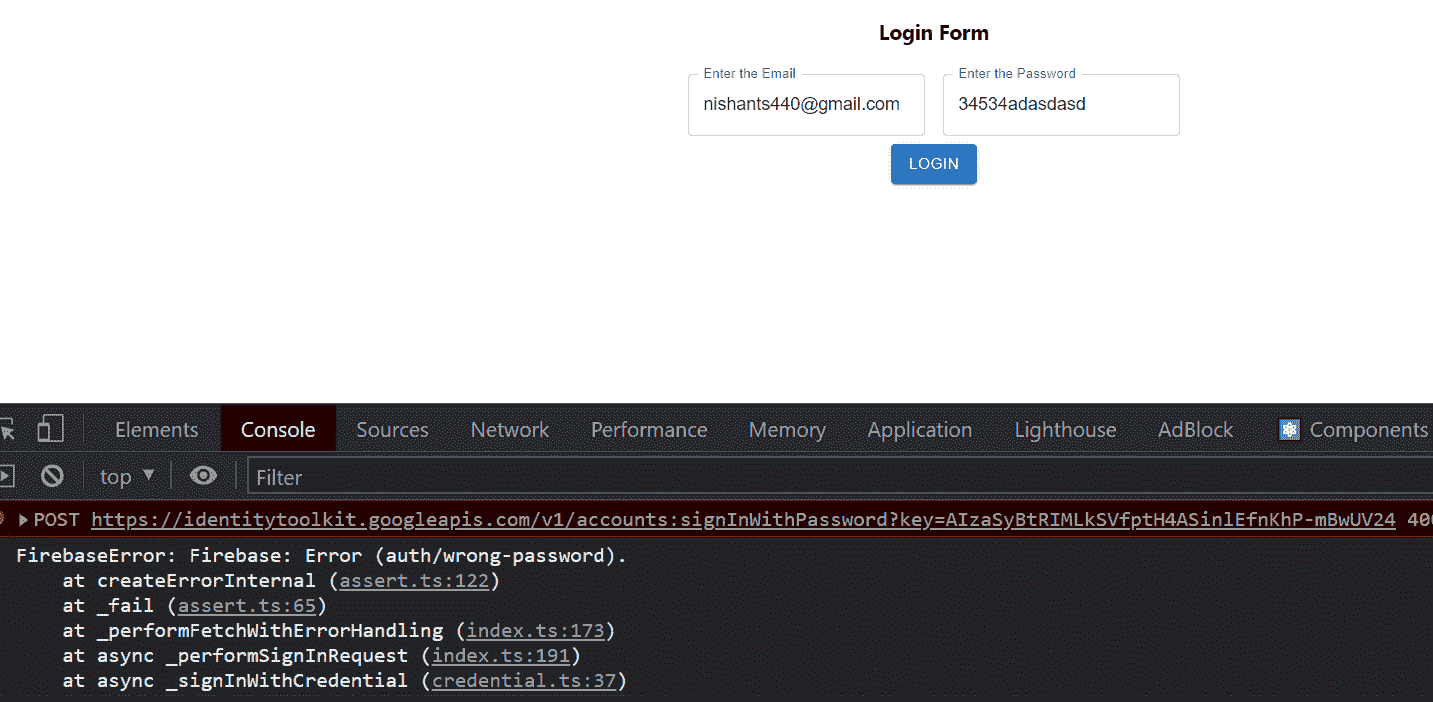 Login Form
Enter the Email Enter the Password
nishants440@gmail.com 34534adasdasd
LOGIN
Elements Console Sources Network Performance Memory Application Lighthouse AdBlock Components
top Filter
POST https://identitytoolkit.googleapis.com/v1/accounts:signInWithPassword?key=AIzaSyBtRIMLkSVfptH4ASinlEfnKhP-mBwUV24 400
FirebaseError: Firebase: Error (auth/wrong-password).
at createErrorInternal (assert.ts:122)
at _fail (assert.ts:65)
at _performFetchWithErrorHandling (index.ts:173)
at async _performSignInRequest (index.ts:191)
at async _signInWithCredential (credential.ts:37)